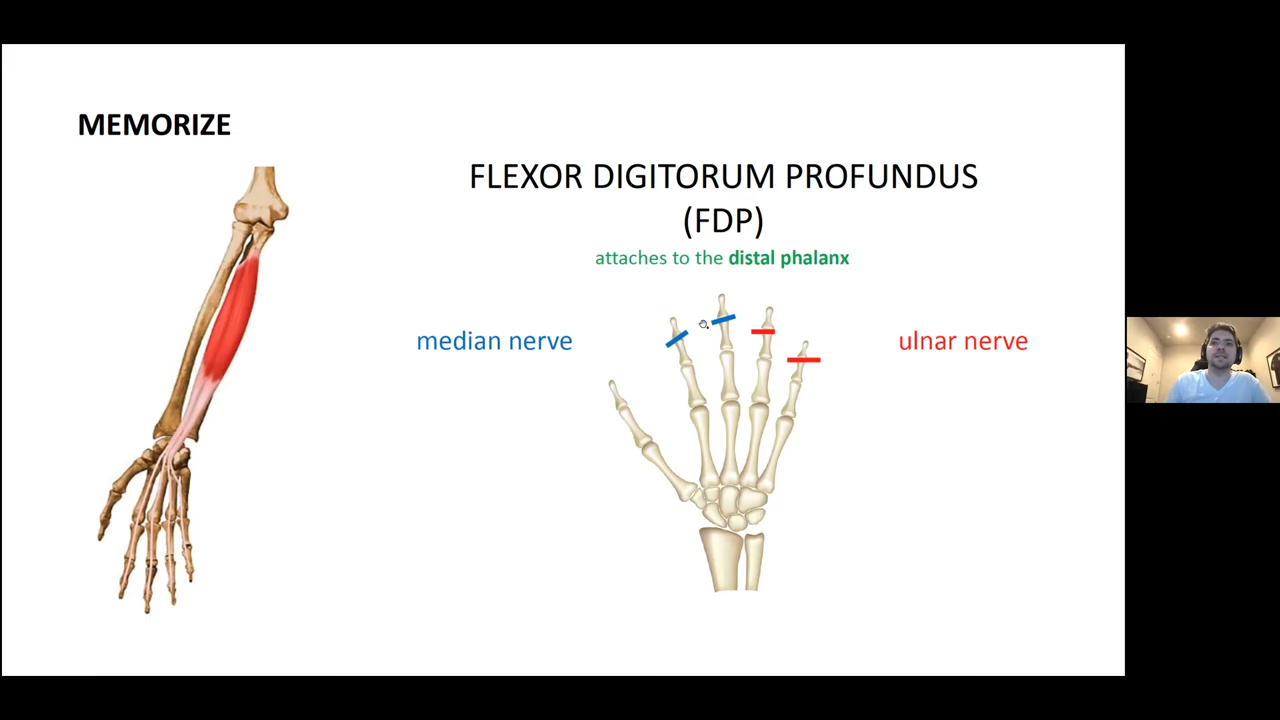 MEMORIZE
FLEXOR DIGITORUM PROFUNDUS
(FDP)
attaches to the distal phalanx
median nerve
ulnar nerve